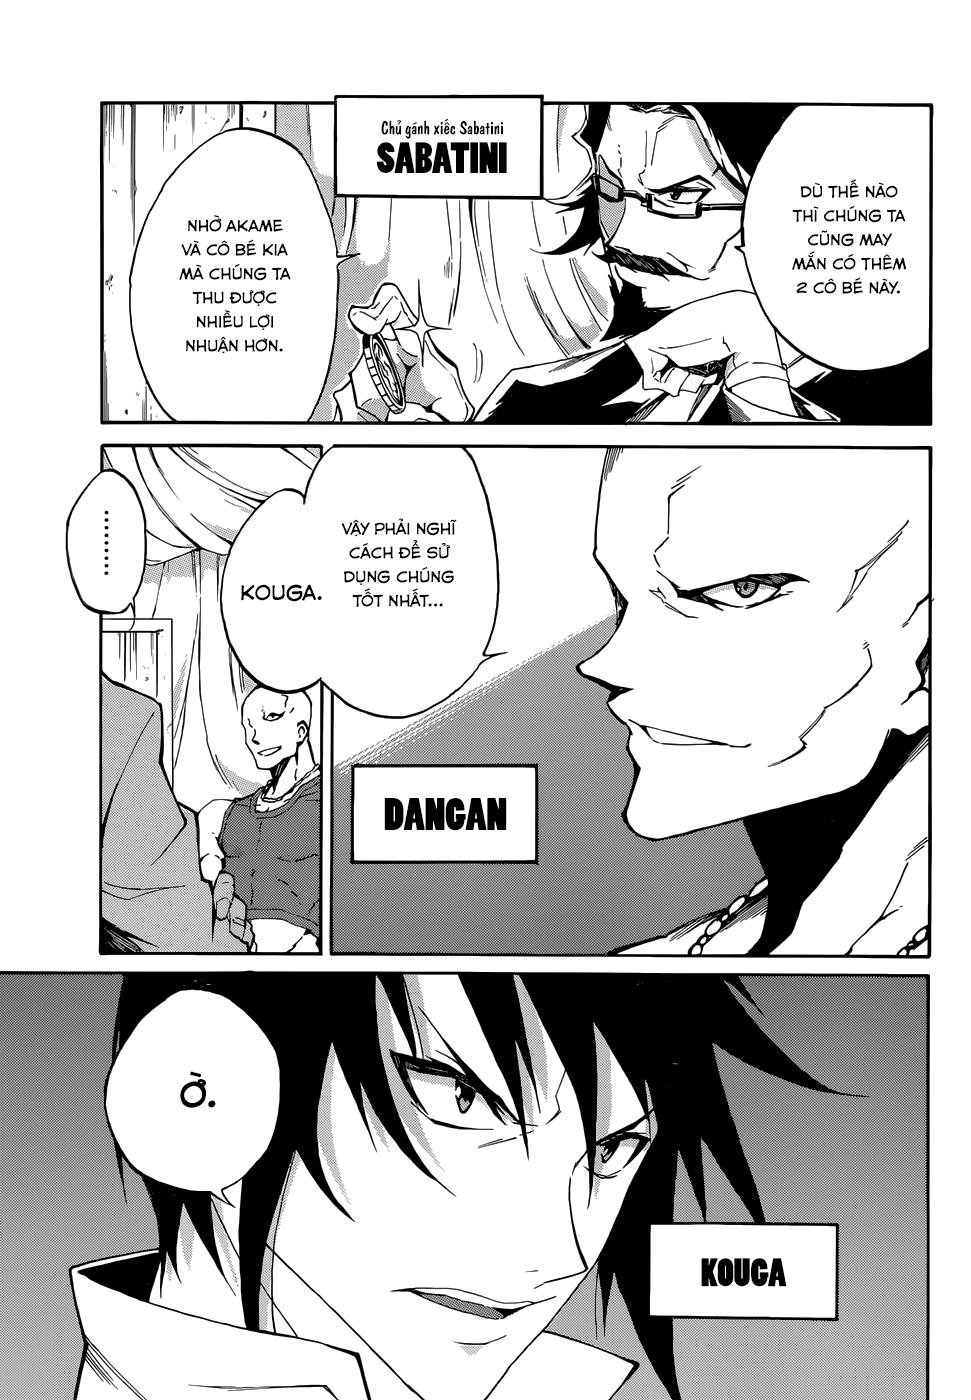 Chủ gánh xiếc Sabatini
SABATINI
DÙ THẾ NÀO
THÌ CHÚNG TA
CŨNG MAY
MẮN CÓ THÊM
2 CÔ BÉ NÀY.
NHỜ AKAME
VÀ CÔ BÉ KIA
MÀ CHÚNG TA
THU ĐƯỢC
NHIỀU LỢI
NHUẬN HƠN.
VẬY PHẢI NGHĨ
CÁCH ĐỂ SỬ
DỤNG CHÚNG
TỐT NHẤT...
KOUGA.
.........
DANGAN
Ờ.
KOUGA